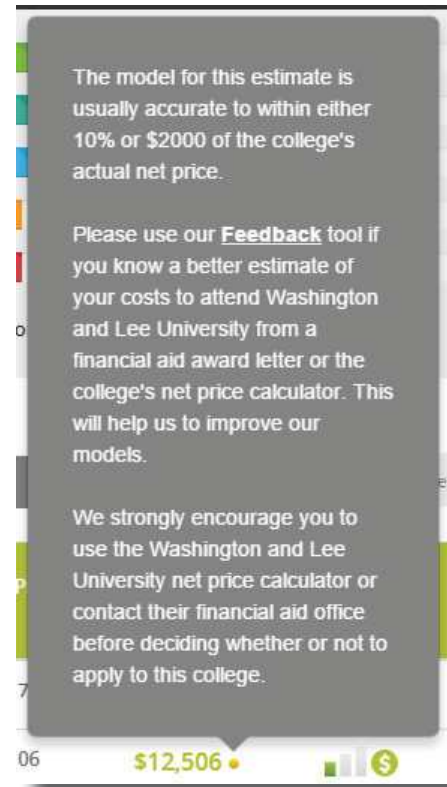 The model for this estimate is
usually accurate to within either
10% or $2000 of the college's
actual net price.
Please use our Feedback tool if
you know a better estimate of
your costs to attend Washington
and Lee University from a
financial aid award letter or the
college's net price calculator. This
will help us to improve our
models.
We strongly encourage you to
use the Washington and Lee
University net price calculator or
contact their financial aid office
before deciding whether or not to
apply to this college.
06 $12,506 $